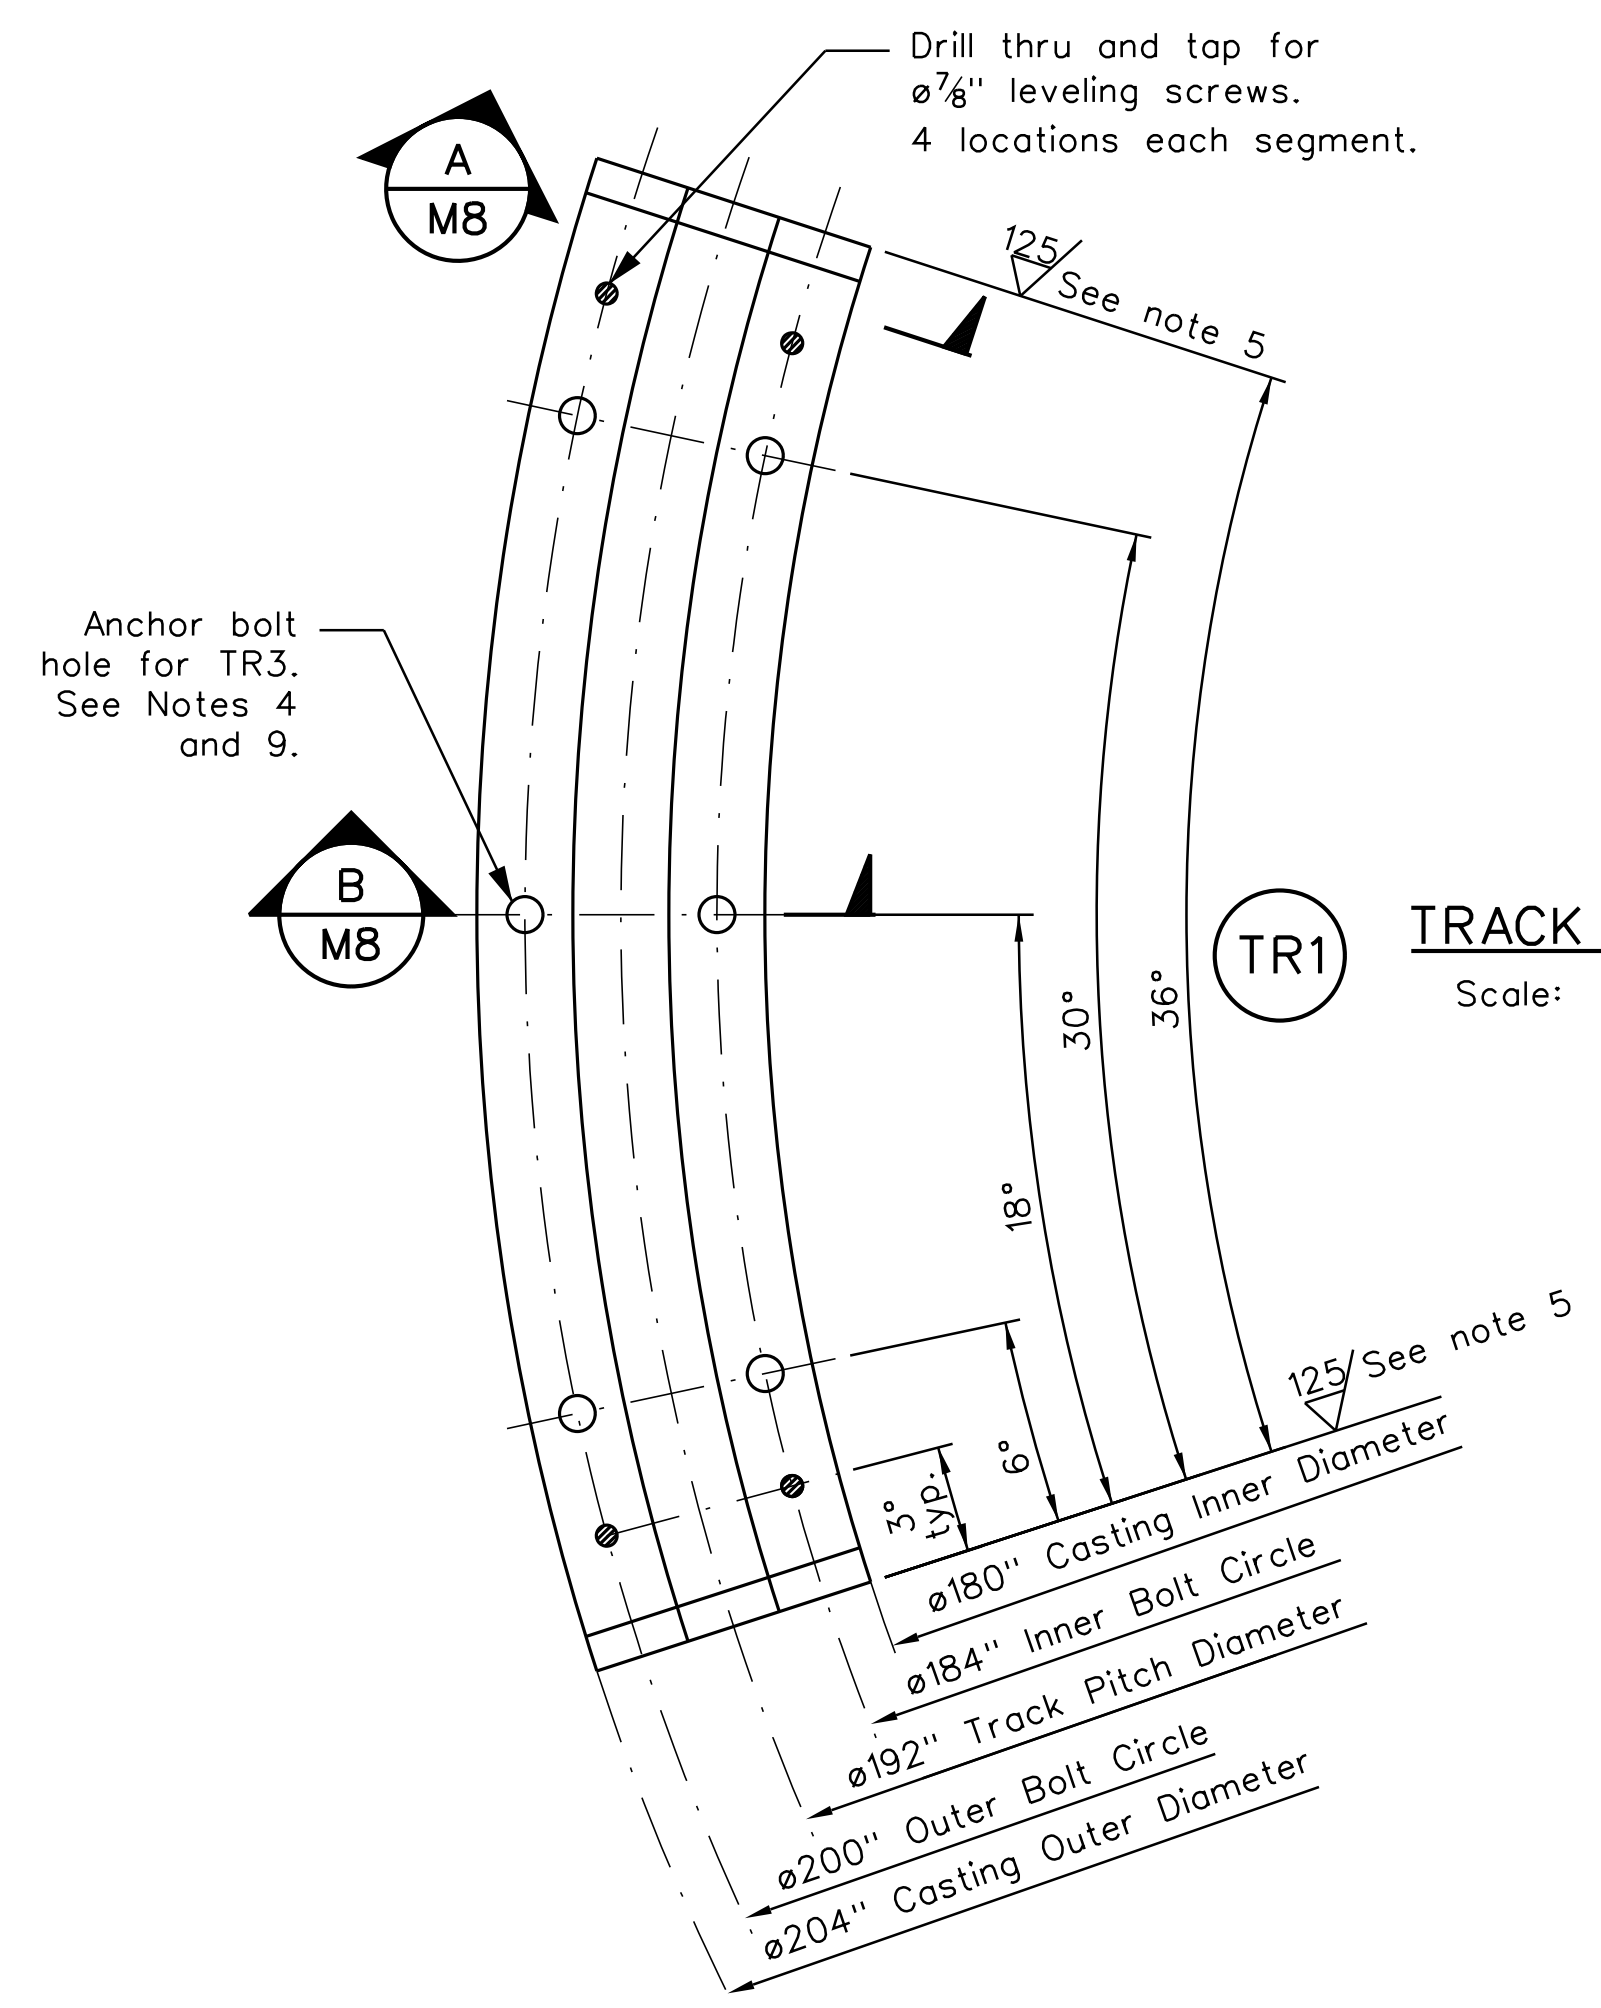 Drill thru and tap for
ø⅞" leveling screws.
4 locations each segment.
A
M8
125
See note 5
Anchor bolt
hole for TR3.
See Notes 4
and 9.
B
M8
TR1
TRACK
Scale:
30°
36°
18°
6°
3°
typ.
125
See note 5
ø180" Casting Inner Diameter
ø184" Inner Bolt Circle
ø192" Track Pitch Diameter
ø200" Outer Bolt Circle
ø204" Casting Outer Diameter